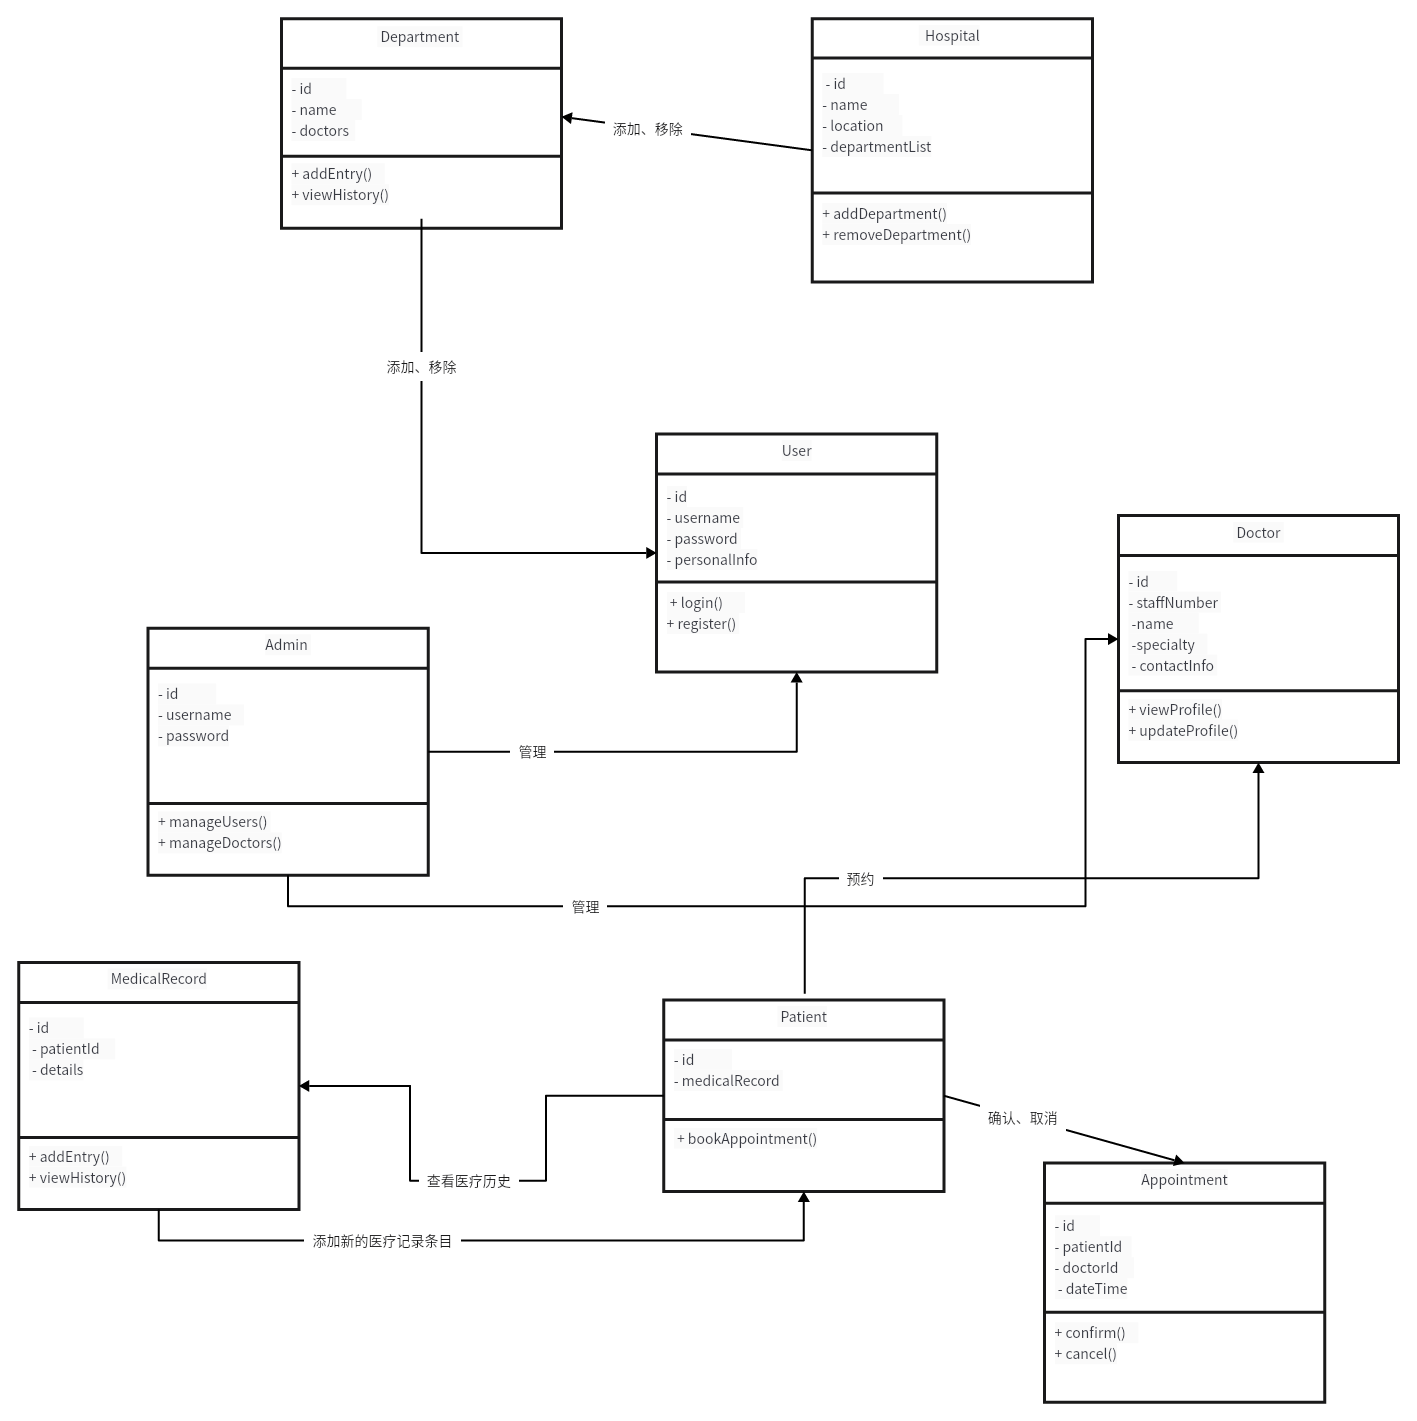 Department
- id
- name
- doctors
+ addEntry()
+ viewHistory()
添加、移除
Hospital
- id
- name
- location
- departmentList
+ addDepartment()
+ removeDepartment()
添加、移除
User
- id
- username
- password
- personalInfo
+ login()
+ register()
Doctor
- id
- staffNumber
-name
-specialty
- contactInfo
+ viewProfile()
+ updateProfile()
Admin
- id
- username
- password
+ manageUsers()
+ manageDoctors()
管理
预约
管理
MedicalRecord
- id
- patientId
- details
+ addEntry()
+ viewHistory()
Patient
- id
- medicalRecord
+ bookAppointment()
确认、取消
查看医疗历史
添加新的医疗记录条目
Appointment
- id
- patientId
- doctorId
- dateTime
+ confirm()
+ cancel()